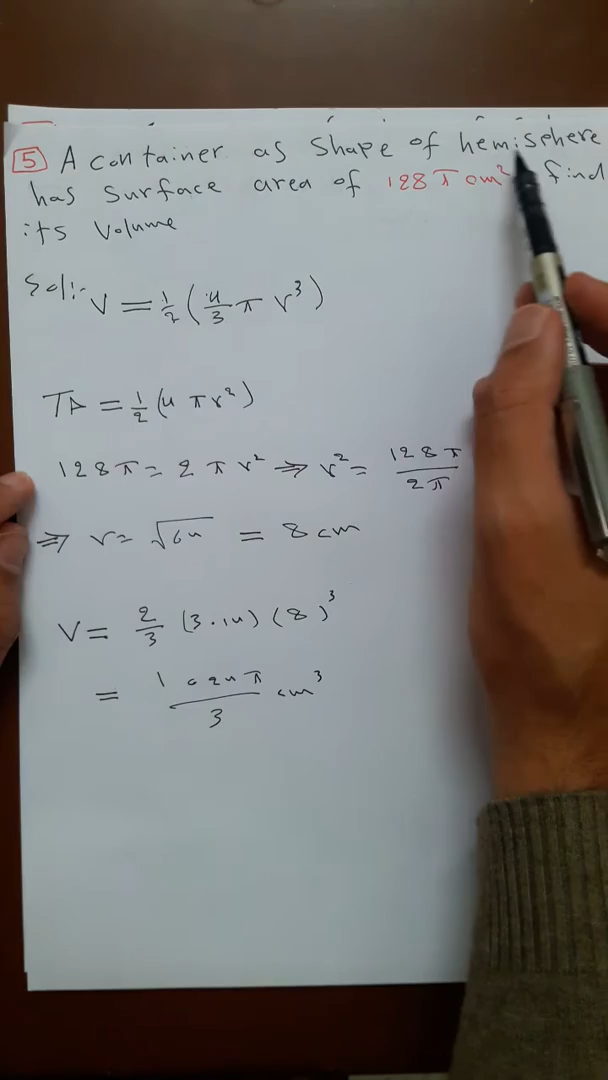 5 A container as shape of hemisphere
has surface area of 128π cm² find
its volume
Sol:- V = 1/2 (4/3 π r³)
TA = 1/2 (4 π r²)
128π = 2 π r² ⇒ r² = 128π/2π
⇒ r = √64 = 8 cm
V = 2/3 (3.14) (8)³
= 1024π/3 cm³